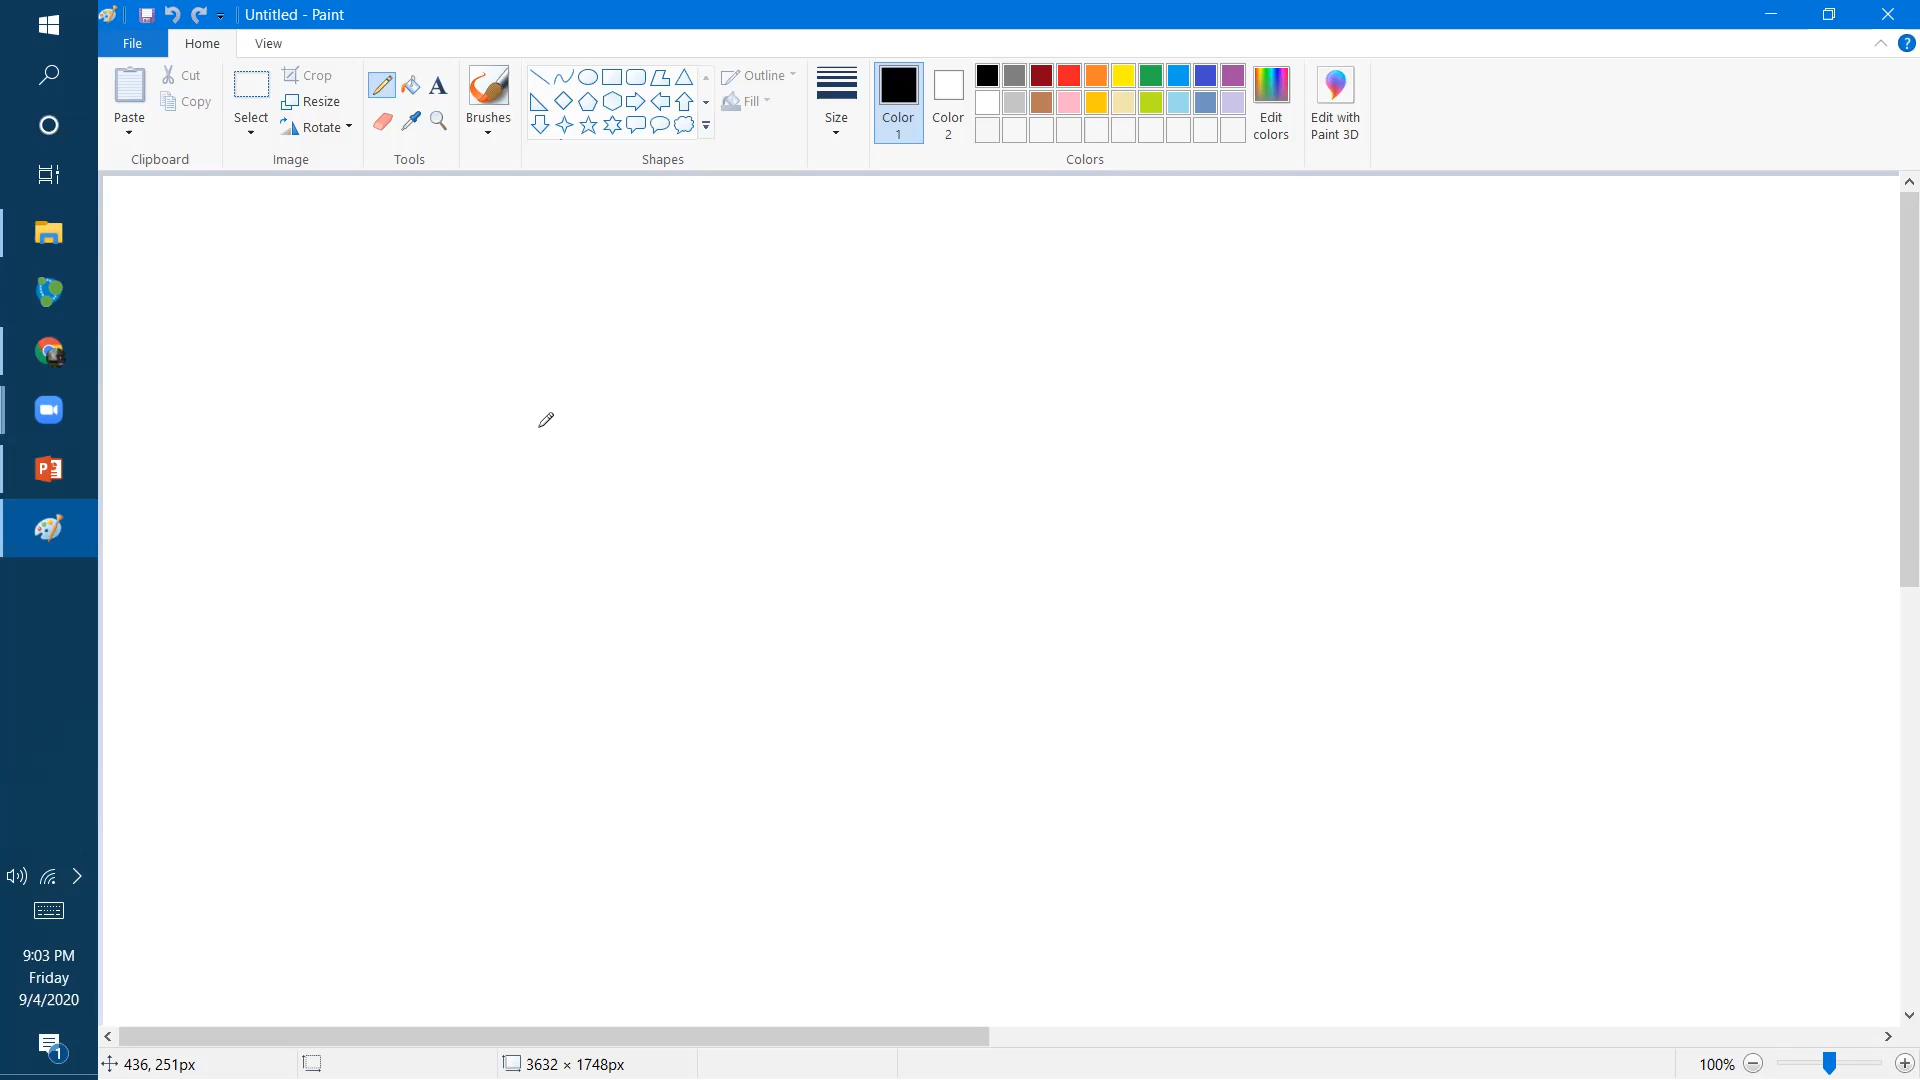 Untitled - Paint
File
Home
View
?
Paste
Cut
Copy
Clipboard
Select
Crop
Resize
Rotate
Image
A
Tools
Brushes
Shapes
Outline
Fill
Size
Color
1
Color
2
Colors
Edit
colors
Edit with
Paint 3D
P
9:03 PM
Friday
9/4/2020
1
436, 251px
3632 × 1748px
100%